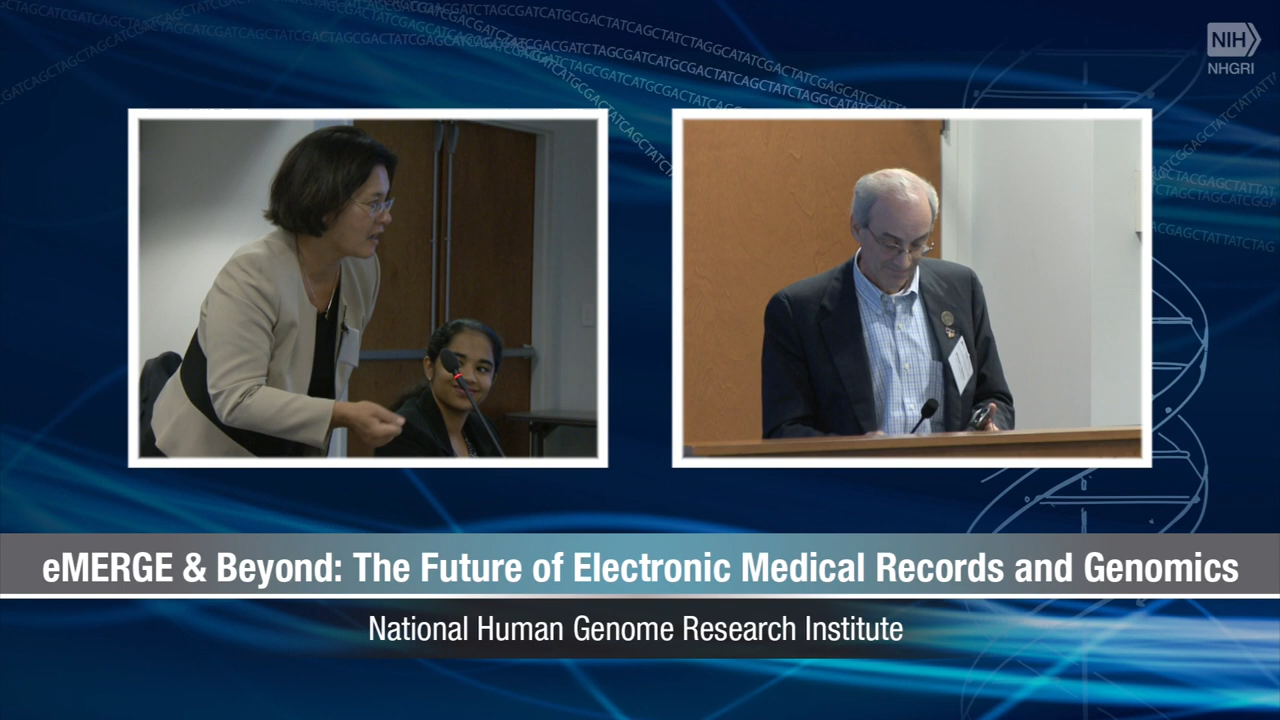 NIH
NHGRI
eMERGE & Beyond: The Future of Electronic Medical Records and Genomics
National Human Genome Research Institute